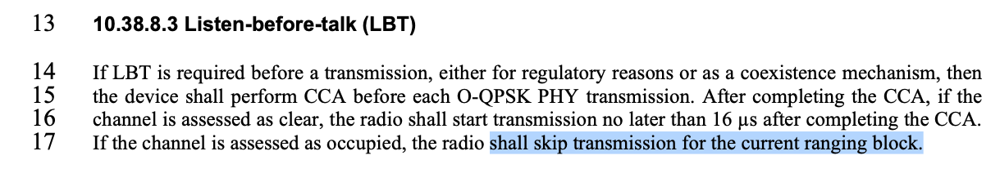 13 10.38.8.3 Listen-before-talk (LBT)
14 If LBT is required before a transmission, either for regulatory reasons or as a coexistence mechanism, then
15 the device shall perform CCA before each O-QPSK PHY transmission. After completing the CCA, if the
16 channel is assessed as clear, the radio shall start transmission no later than 16 µs after completing the CCA.
17 If the channel is assessed as occupied, the radio shall skip transmission for the current ranging block.